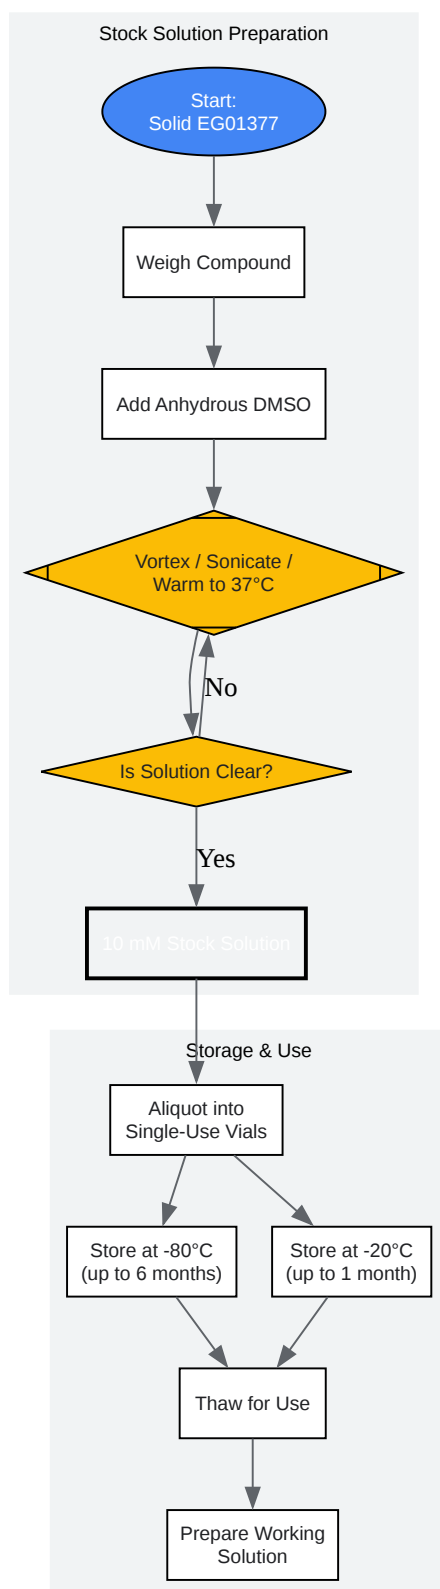 Stock Solution Preparation
Start:
Solid EG01377
Weigh Compound
Add Anhydrous DMSO
Vortex / Sonicate /
Warm to 37°C
No
Is Solution Clear?
Yes
10 mM Stock Solution
Storage & Use
Aliquot into
Single-Use Vials
Store at -80°C
(up to 6 months)
Store at -20°C
(up to 1 month)
Thaw for Use
Prepare Working
Solution